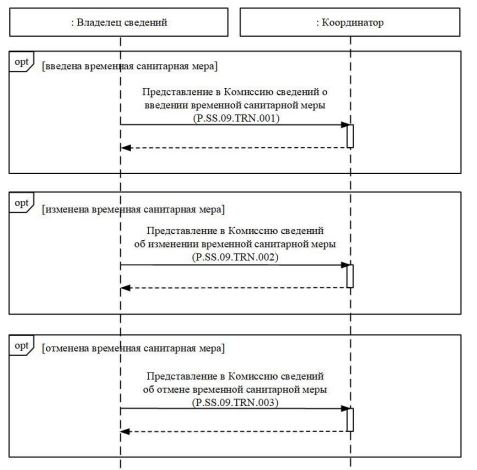 : Владелец сведений
: Координатор
opt
[введена временная санитарная мера]
Представление в Комиссию сведений о
введении временной санитарной меры
(P.SS.09.TRN.001)
opt
[изменена временная санитарная мера]
Представление в Комиссию сведений
об изменении временной санитарной меры
(P.SS.09.TRN.002)
opt
[отменена временная санитарная мера]
Представление в Комиссию сведений
об отмене временной санитарной меры
(P.SS.09.TRN.003)